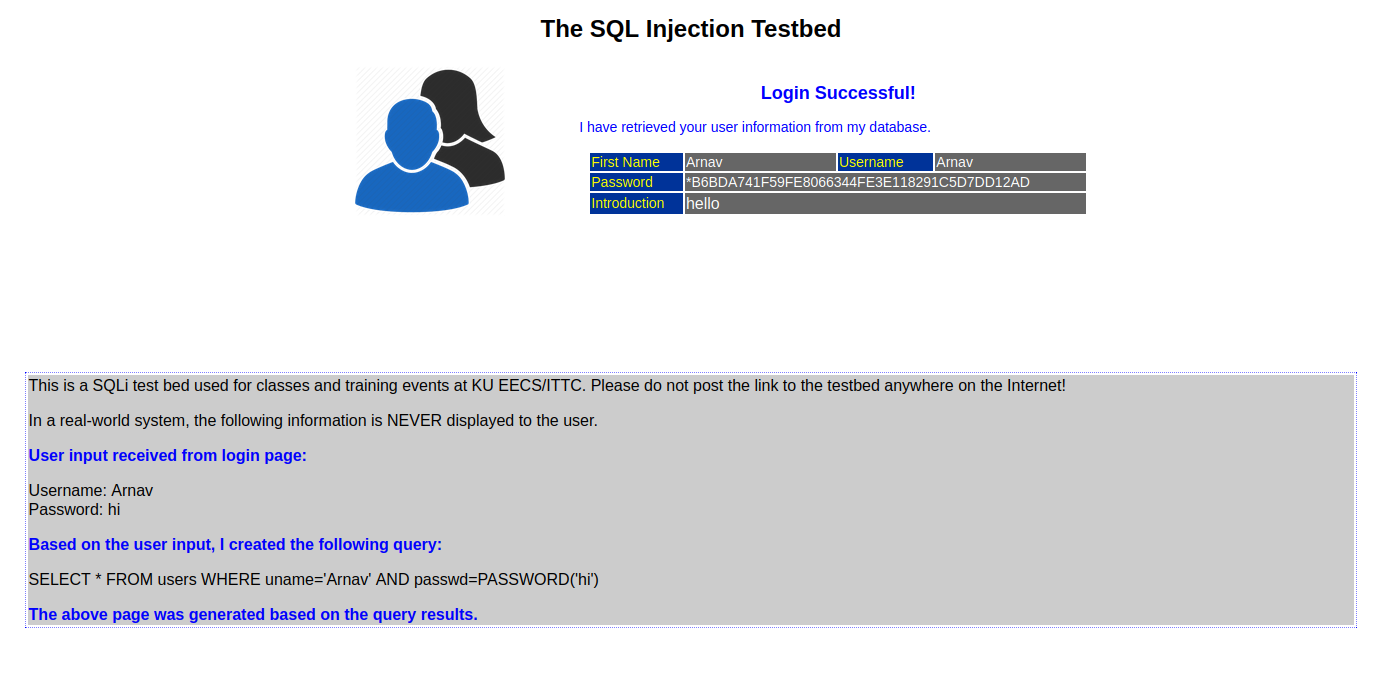 The SQL Injection Testbed
Login Successful!
I have retrieved your user information from my database.
First Name Arnav Username Arnav
Password *B6BDA741F59FE8066344FE3E118291C5D7DD12AD
Introduction hello
This is a SQLi test bed used for classes and training events at KU EECS/ITTC. Please do not post the link to the testbed anywhere on the Internet!
In a real-world system, the following information is NEVER displayed to the user.
User input received from login page:
Username: Arnav
Password: hi
Based on the user input, I created the following query:
SELECT * FROM users WHERE uname='Arnav' AND passwd=PASSWORD('hi')
The above page was generated based on the query results.